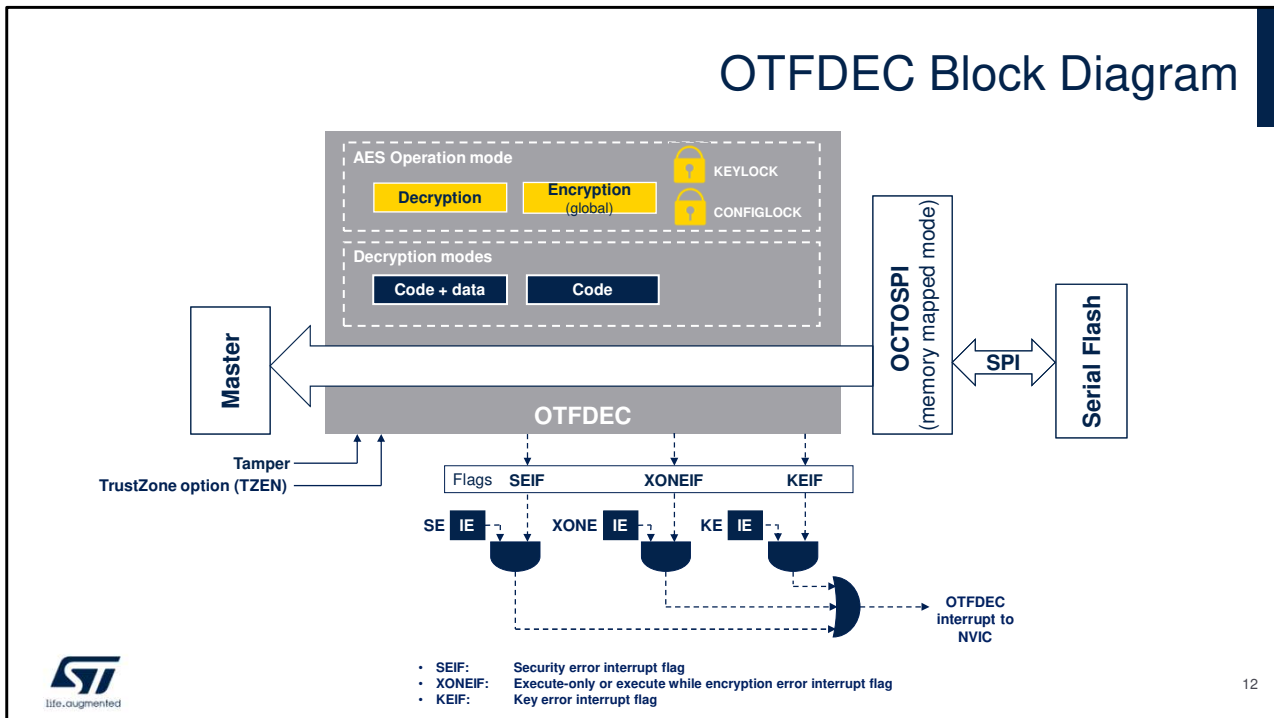 OTFDEC Block Diagram
AES Operation mode
KEYLOCK
Decryption
Encryption
(global)
CONFIGLOCK
Decryption modes
Code + data
Code
Master
OCTOSPI
(memory mapped mode)
SPI
Serial Flash
OTFDEC
Tamper
TrustZone option (TZEN)
Flags SEIF XONEIF KEIF
SE IE XONE IE KE IE
OTFDEC
interrupt to
NVIC
• SEIF: Security error interrupt flag
• XONEIF: Execute-only or execute while encryption error interrupt flag
• KEIF: Key error interrupt flag
ST
life.augmented
12